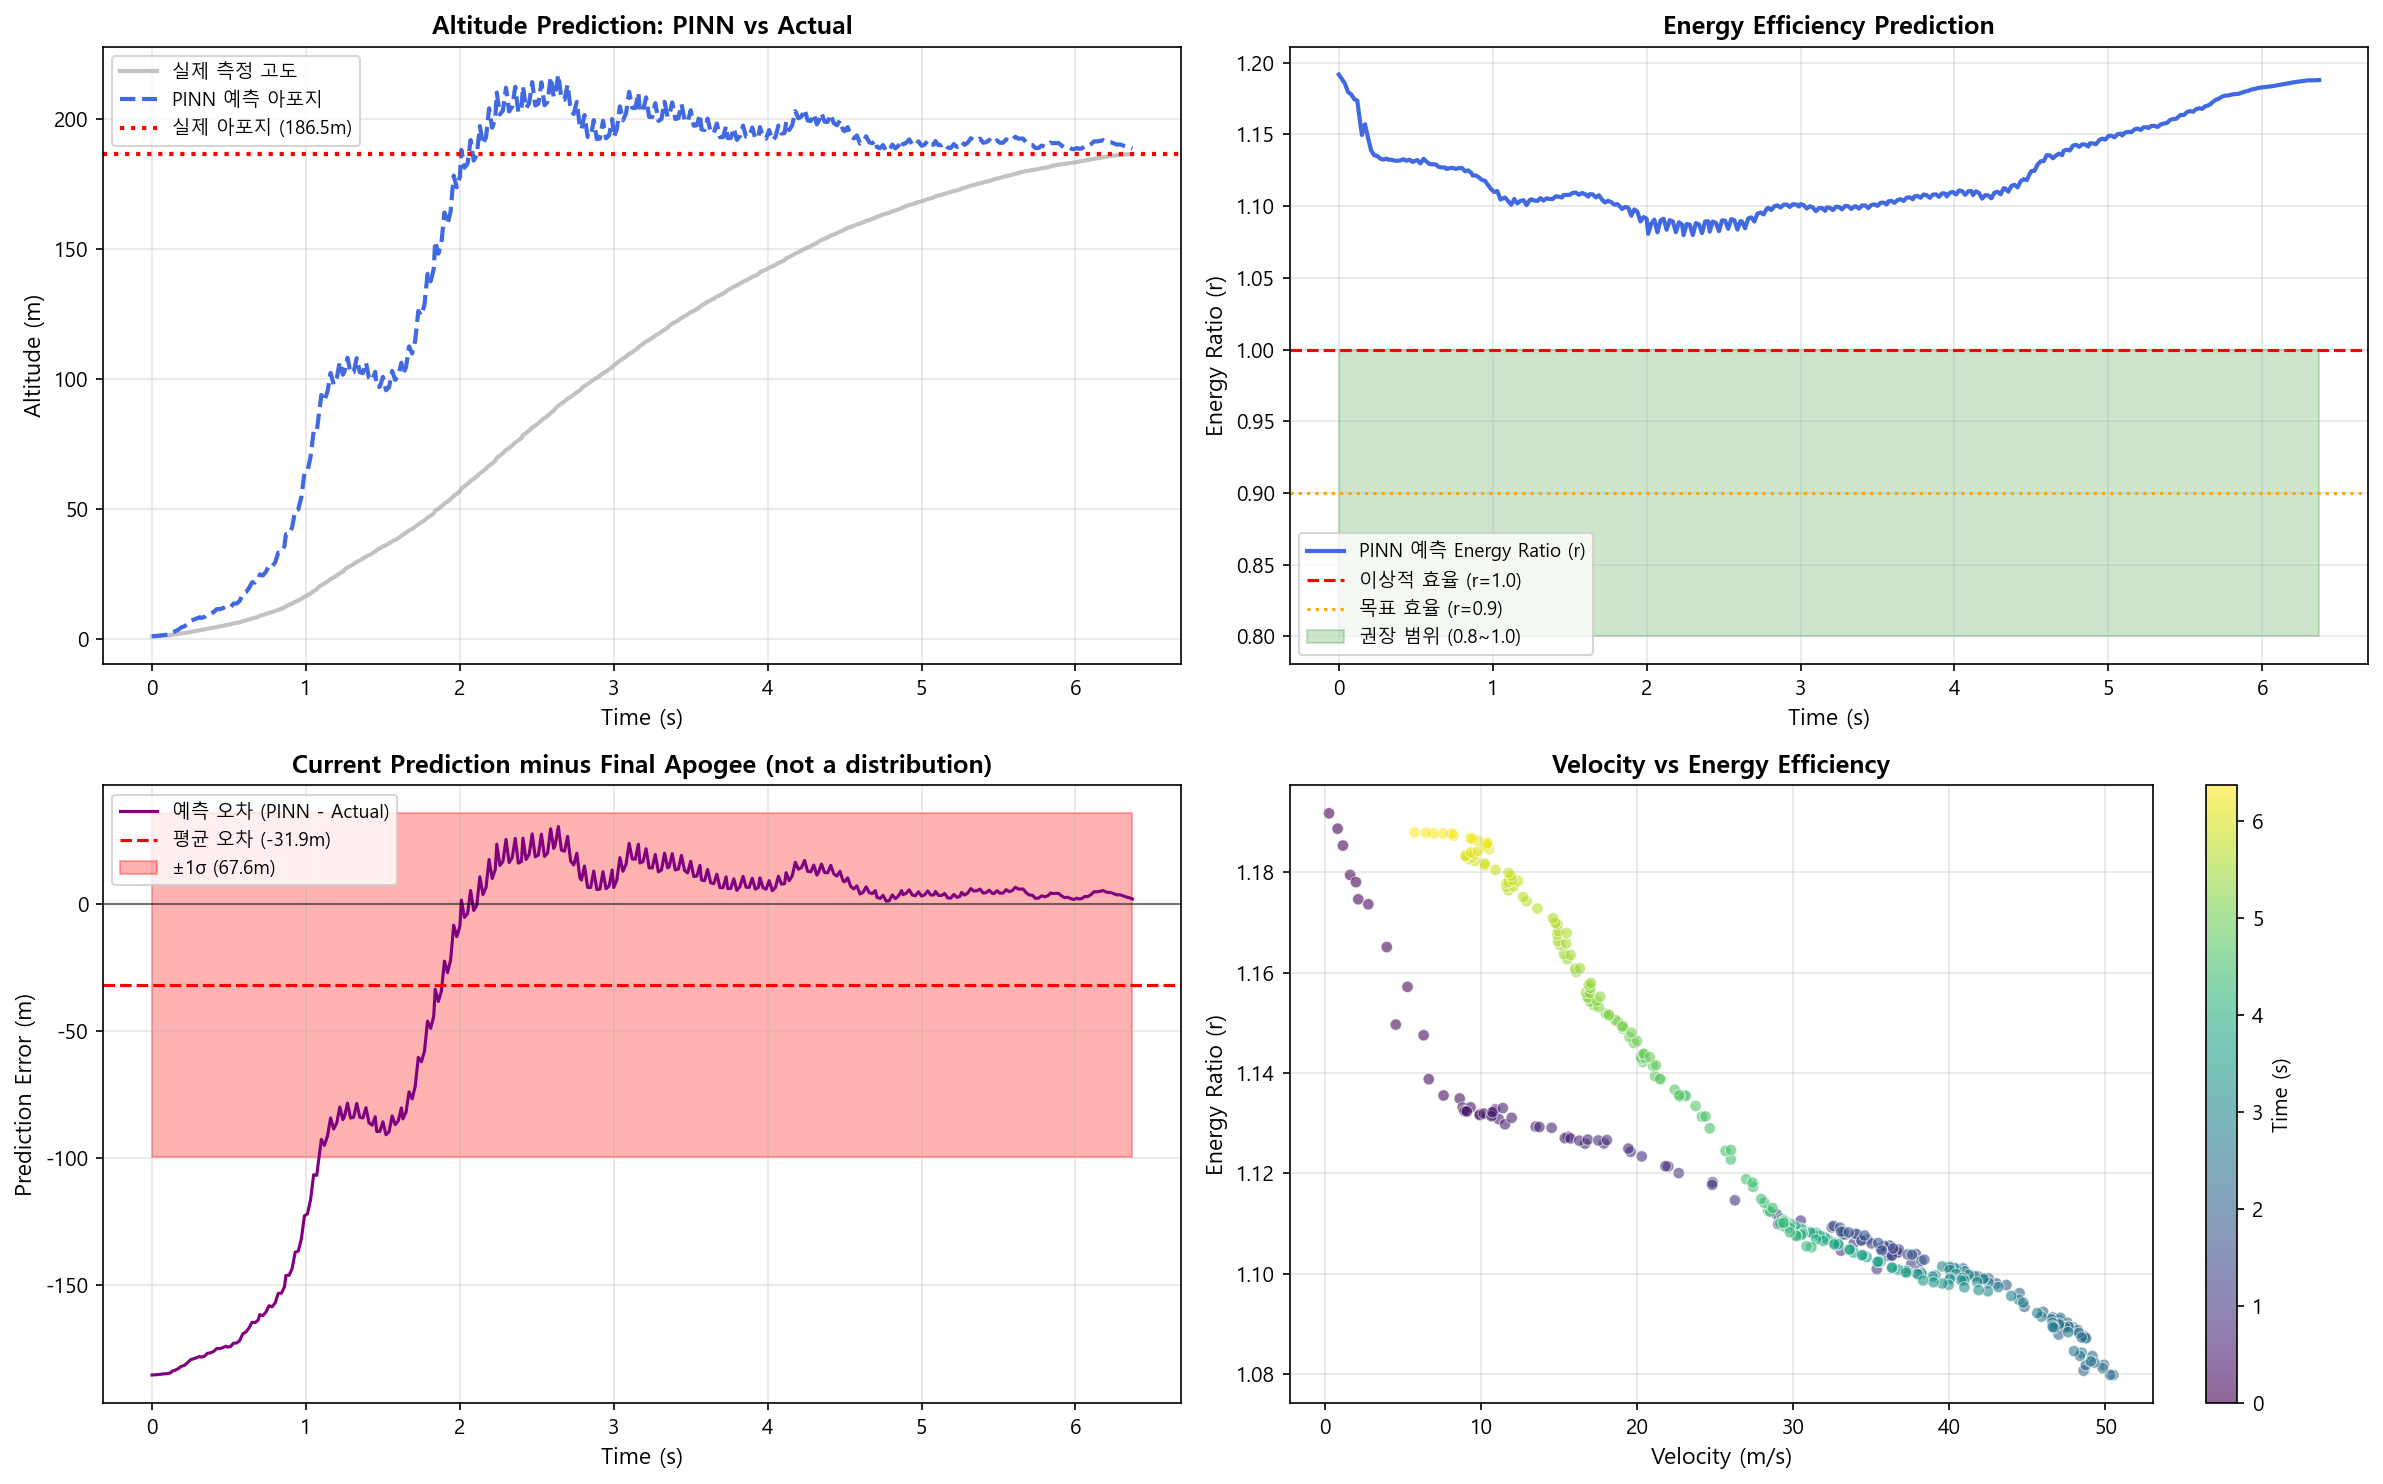 Altitude Prediction: PINN vs Actual
실제 측정 고도
PINN 예측 아포지
실제 아포지 (186.5m)
Altitude (m)
200
150
100
50
0
0 1 2 3 4 5 6
Time (s)
Energy Efficiency Prediction
Energy Ratio (r)
1.20
1.15
1.10
1.05
1.00
0.95
0.90
0.85
0.80
PINN 예측 Energy Ratio (r)
이상적 효율 (r=1.0)
목표 효율 (r=0.9)
권장 범위 (0.8~1.0)
0 1 2 3 4 5 6
Time (s)
Current Prediction minus Final Apogee (not a distribution)
예측 오차 (PINN - Actual)
평균 오차 (-31.9m)
±1σ (67.6m)
Prediction Error (m)
0
-50
-100
-150
0 1 2 3 4 5 6
Time (s)
Velocity vs Energy Efficiency
Energy Ratio (r)
1.18
1.16
1.14
1.12
1.10
1.08
0 10 20 30 40 50
Velocity (m/s)
6
5
4
3
2
1
0
Time (s)